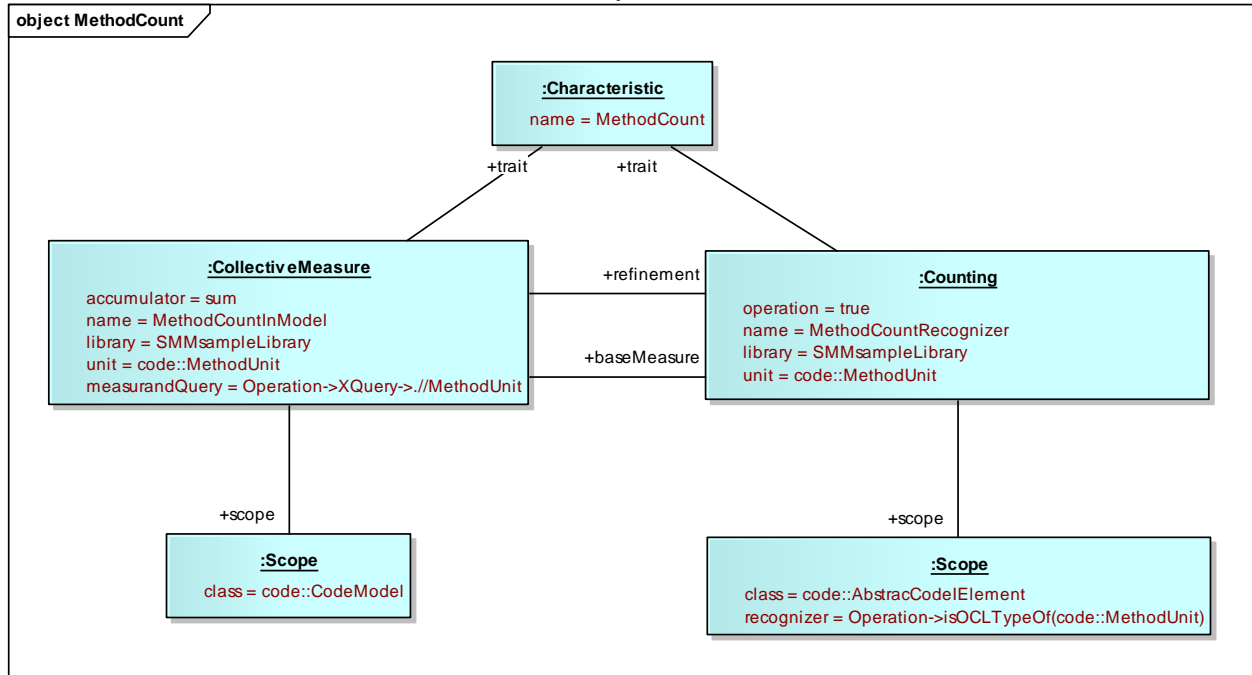 object MethodCount
:Characteristic
name = MethodCount
+trait
+trait
:CollectiveMeasure
accumulator = sum
name = MethodCountInModel
library = SMMsampleLibrary
unit = code::MethodUnit
measurandQuery = Operation->XQuery->.//MethodUnit
+refinement
+baseMeasure
:Counting
operation = true
name = MethodCountRecognizer
library = SMMsampleLibrary
unit = code::MethodUnit
+scope
+scope
:Scope
class = code::CodeModel
:Scope
class = code::AbstracCodelElement
recognizer = Operation->isOCLTypeOf(code::MethodUnit)